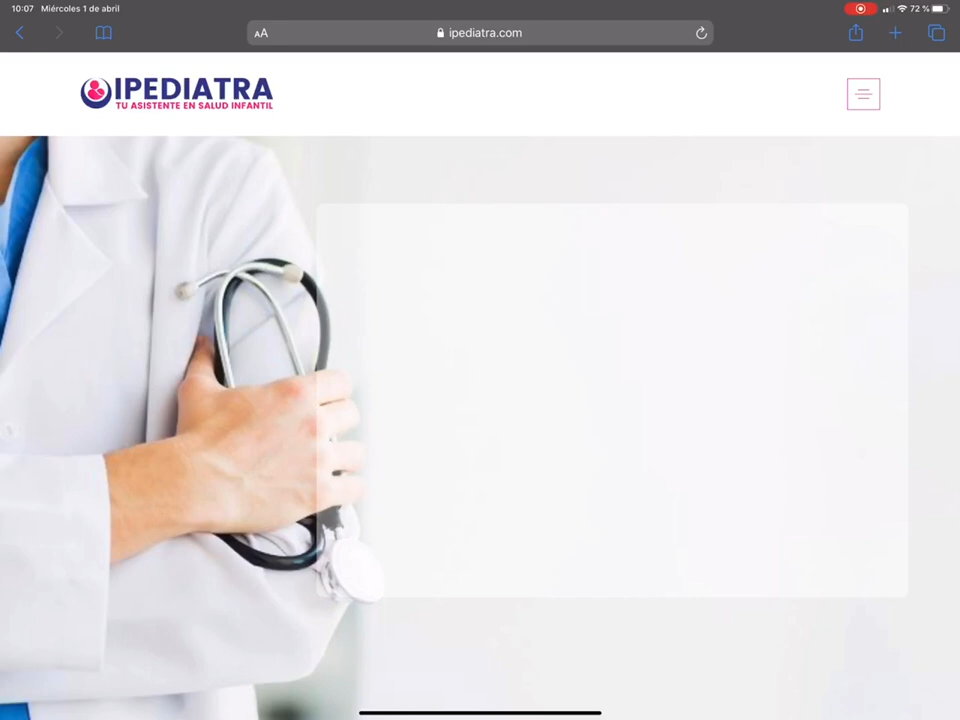 10:07 Miércoles 1 de abril
72 %
AA
ipediatra.com
IPEDIATRA
TU ASISTENTE EN SALUD INFANTIL